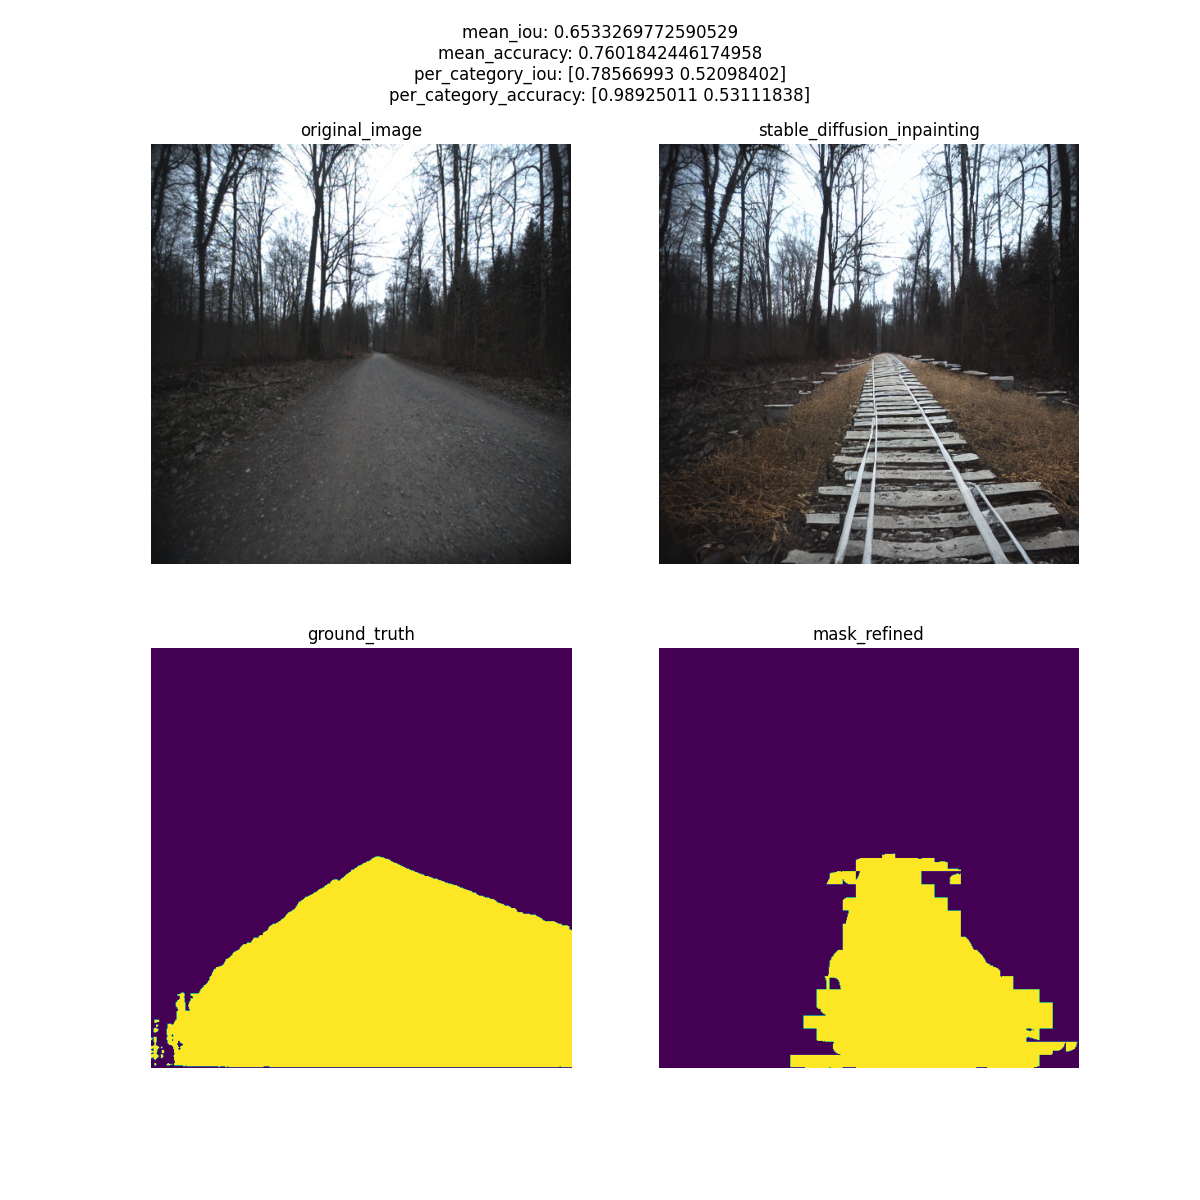 mean_iou: 0.6533269772590529
mean_accuracy: 0.7601842446174958
per_category_iou: [0.78566993 0.52098402]
per_category_accuracy: [0.98925011 0.53111838]
original_image
stable_diffusion_inpainting
ground_truth
mask_refined